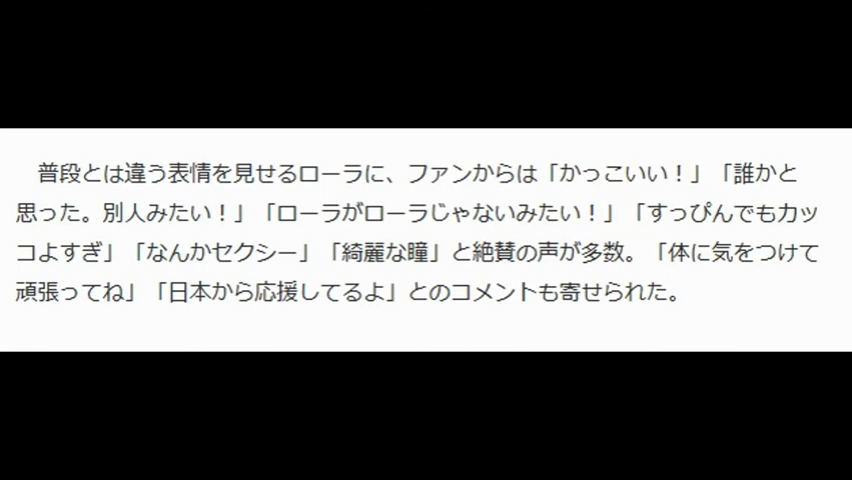 普段とは違う表情を見せるローラに、ファンからは「かっこいい！」「誰かと
思った。別人みたい！」「ローラがローラじゃないみたい！」「すっぴんでもカッ
コよすぎ」「なんかセクシー」「綺麗な瞳」と絶賛の声が多数。「体に気をつけて
頑張ってね」「日本から応援してるよ」とのコメントも寄せられた。